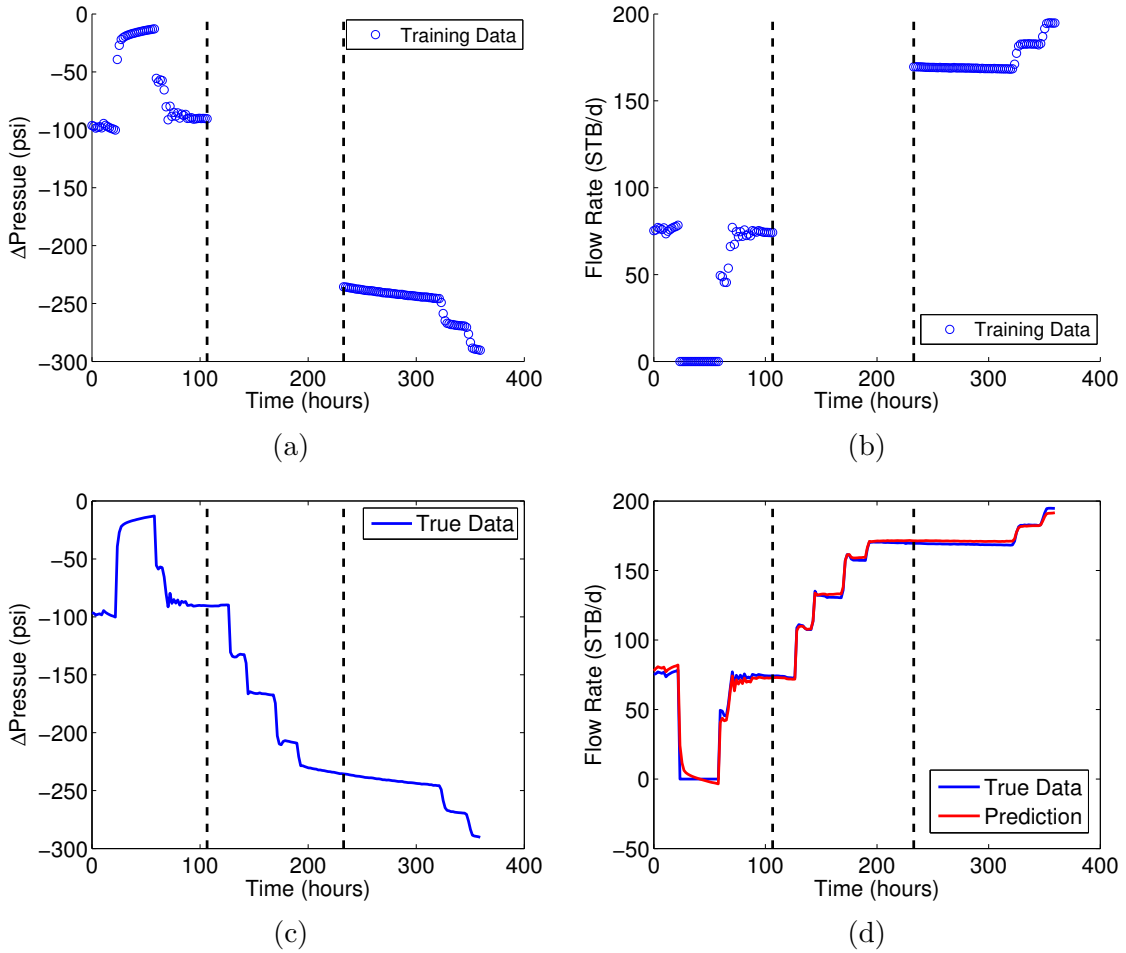 0
−50
−100
−150
−200
−250
−300
ΔPressue (psi)
Training Data
0 100 200 300 400
Time (hours)
(a)
200
150
100
50
0
Flow Rate (STB/d)
Training Data
0 100 200 300 400
Time (hours)
(b)
0
−50
−100
−150
−200
−250
−300
ΔPressue (psi)
True Data
0 100 200 300 400
Time (hours)
(c)
200
150
100
50
0
−50
Flow Rate (STB/d)
True Data
Prediction
0 100 200 300 400
Time (hours)
(d)